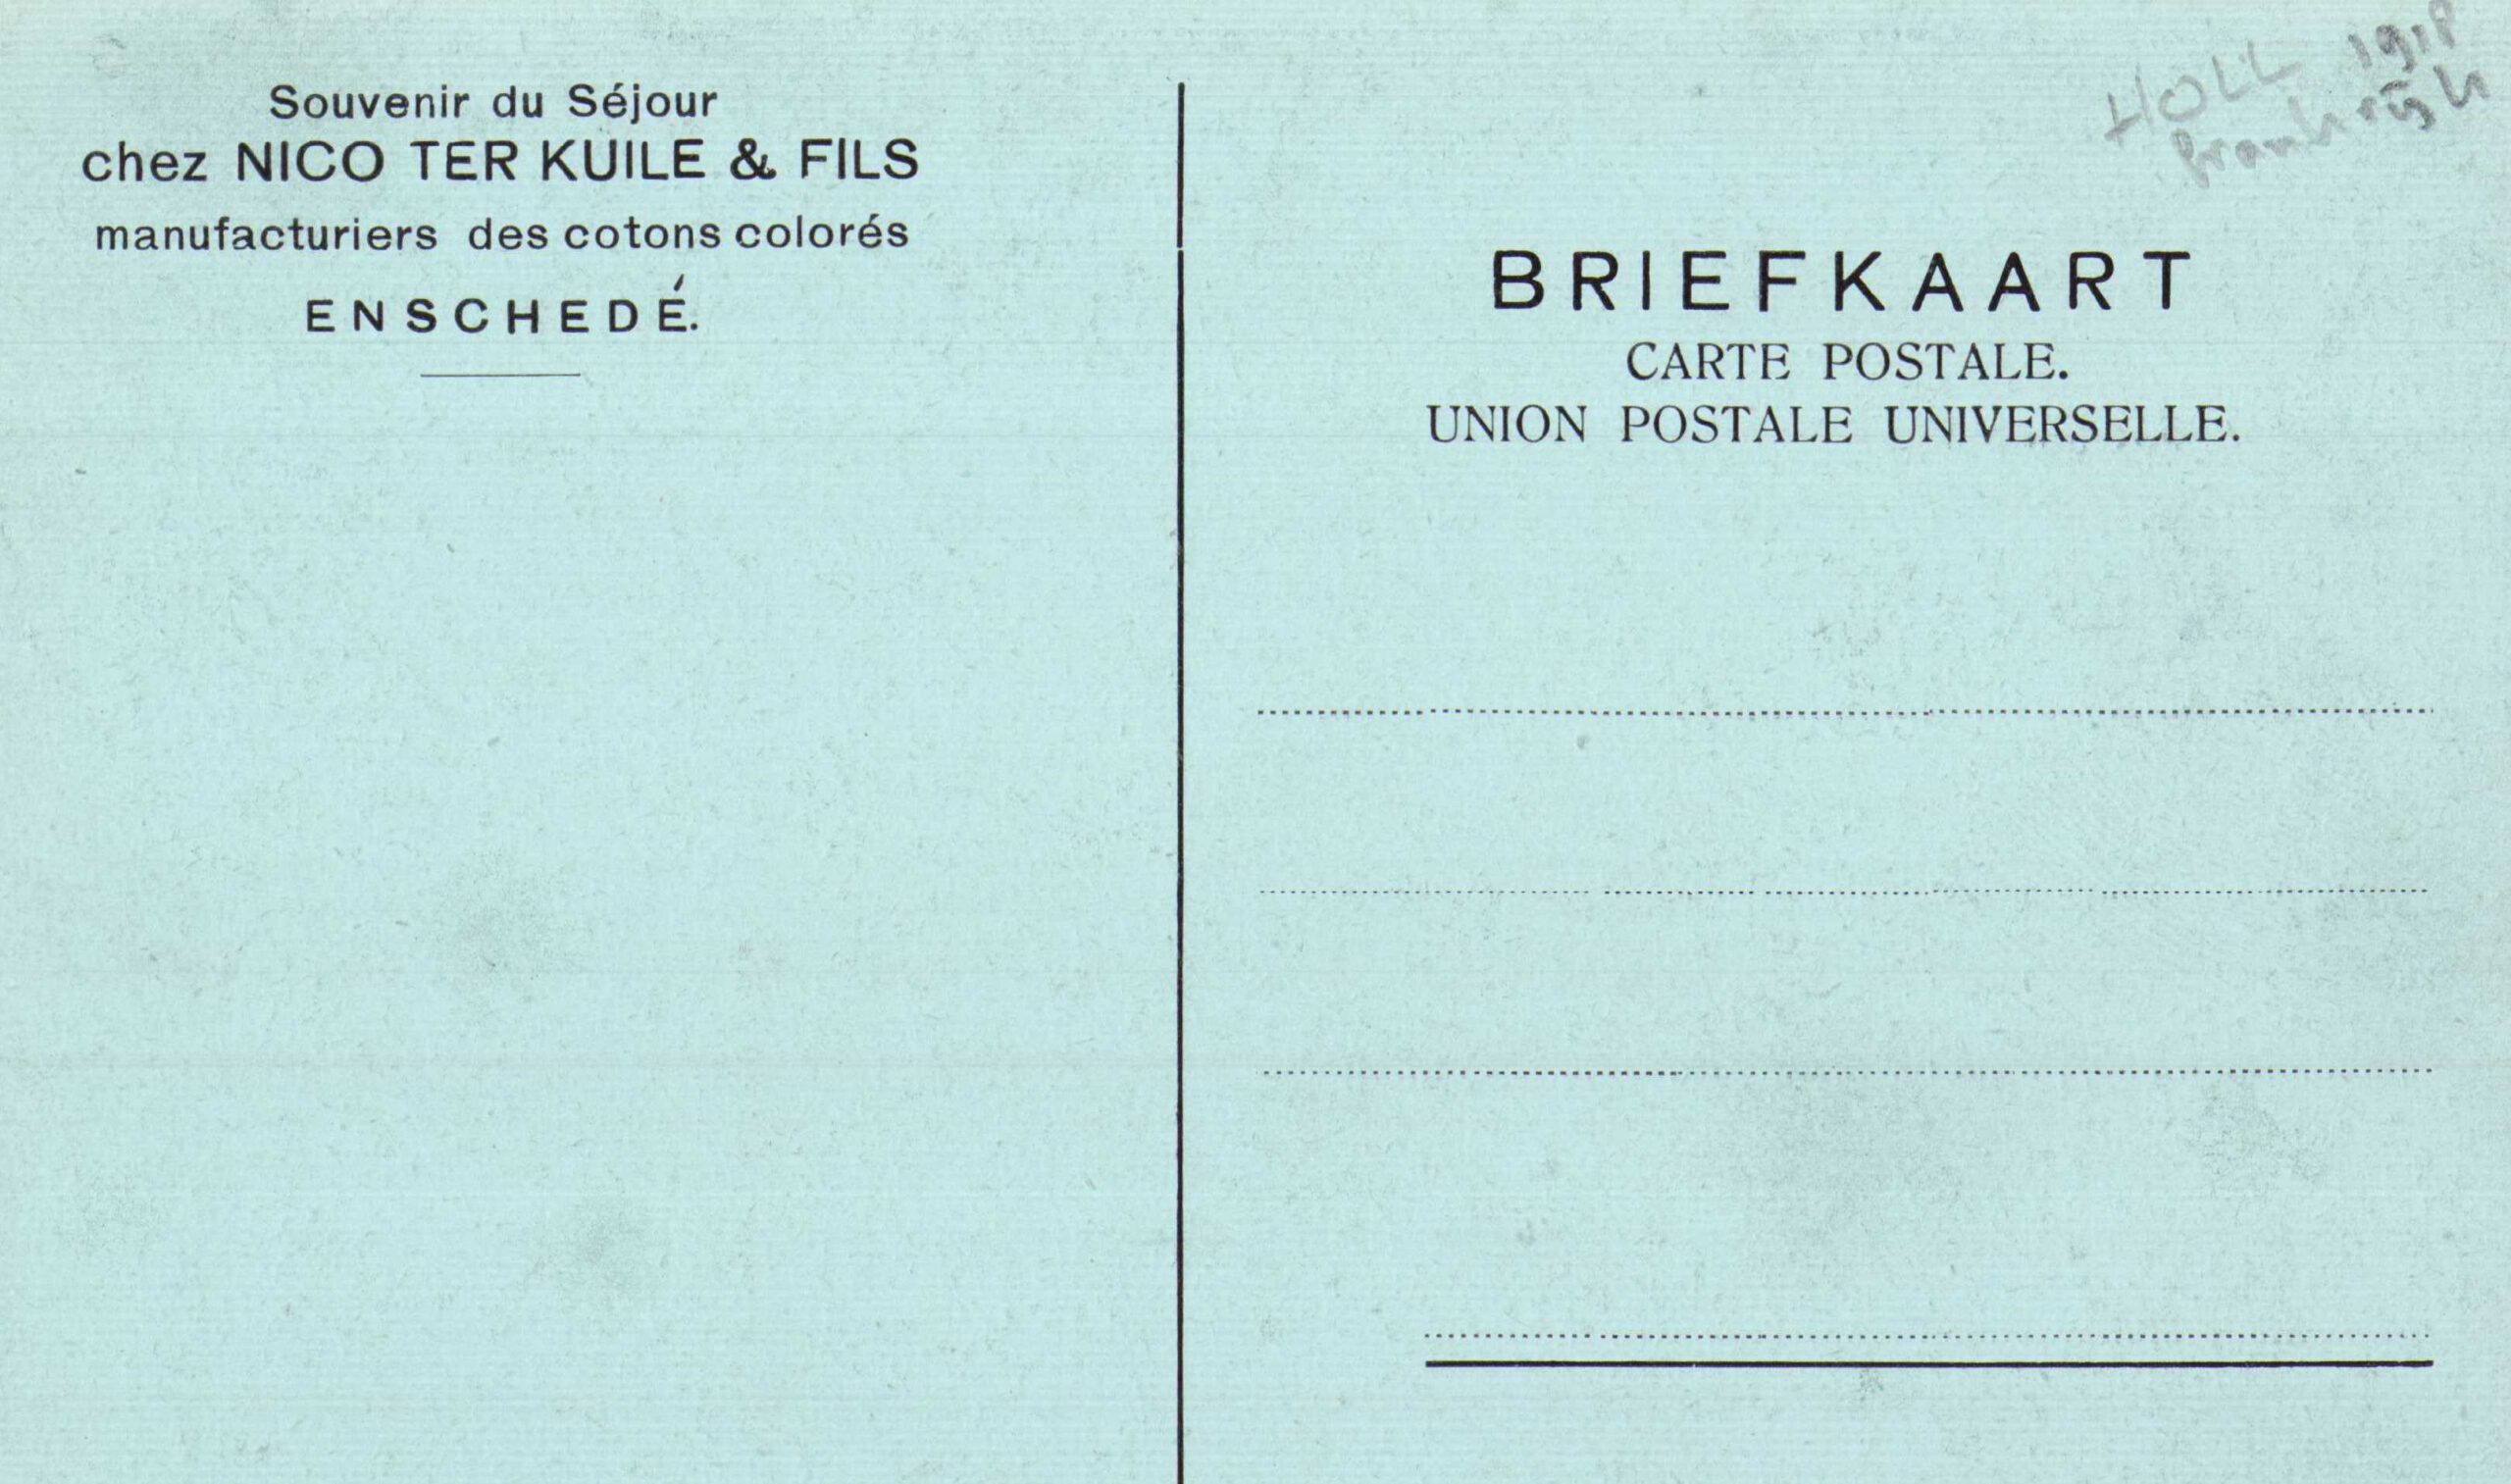 Souvenir du Séjour
chez NICO TER KUILE & FILS
manufacturiers des cotons colorés
ENSCHEDÉ.
HOLL 1918
Frankrijk
BRIEFKAART
CARTE POSTALE.
UNION POSTALE UNIVERSELLE.